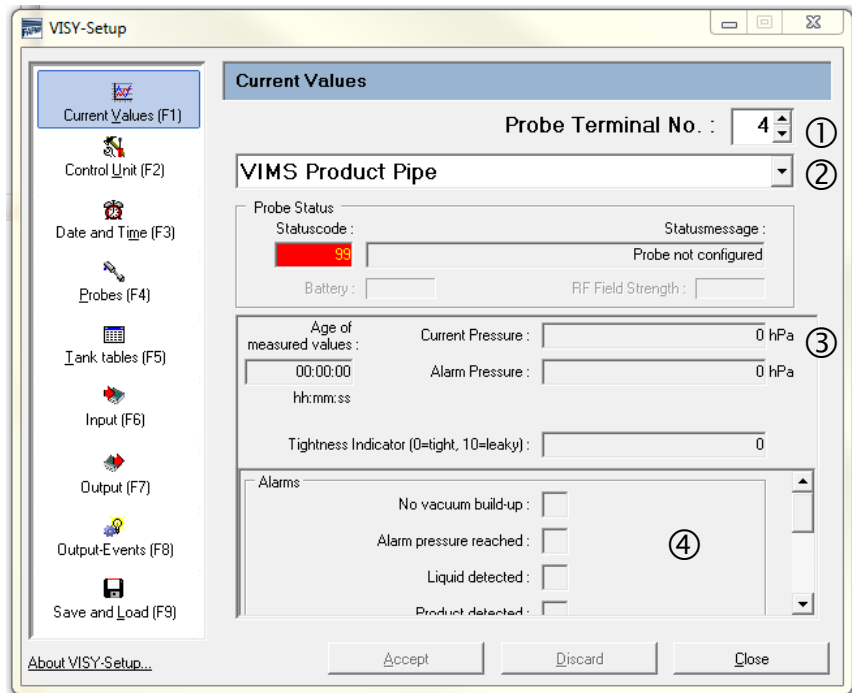 VISY-Setup
Current Values (F1)
Control Unit (F2)
Date and Time (F3)
Probes (F4)
Tank tables (F5)
Input (F6)
Output (F7)
Output-Events (F8)
Save and Load (F9)
About VISY-Setup...
Current Values
Probe Terminal No. : 4 ①
VIMS Product Pipe ②
Probe Status
Statuscode : Statusmessage :
99 Probe not configured
Battery : RF Field Strength :
Age of measured values :
00:00:00
hh:mm:ss
Current Pressure : 0 hPa ③
Alarm Pressure : 0 hPa
Tightness Indicator (0=tight, 10=leaky) : 0
Alarms
No vacuum build-up :
Alarm pressure reached : ④
Liquid detected :
Product detected :
Accept Discard Close